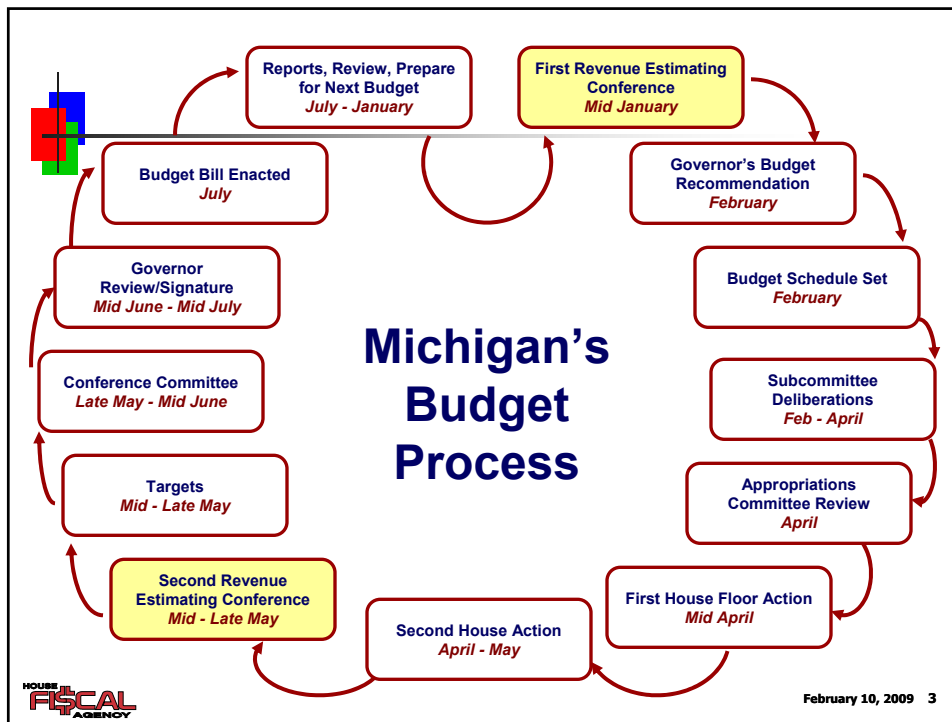 Reports, Review, Prepare
for Next Budget
July - January
First Revenue Estimating
Conference
Mid January
Governor's Budget
Recommendation
February
Budget Schedule Set
February
Subcommittee
Deliberations
Feb - April
Appropriations
Committee Review
April
First House Floor Action
Mid April
Second House Action
April - May
Second Revenue
Estimating Conference
Mid - Late May
Targets
Mid - Late May
Conference Committee
Late May - Mid June
Governor
Review/Signature
Mid June - Mid July
Budget Bill Enacted
July
Michigan’s
Budget
Process
HOUSE
FI$CAL
AGENCY
February 10, 2009 3